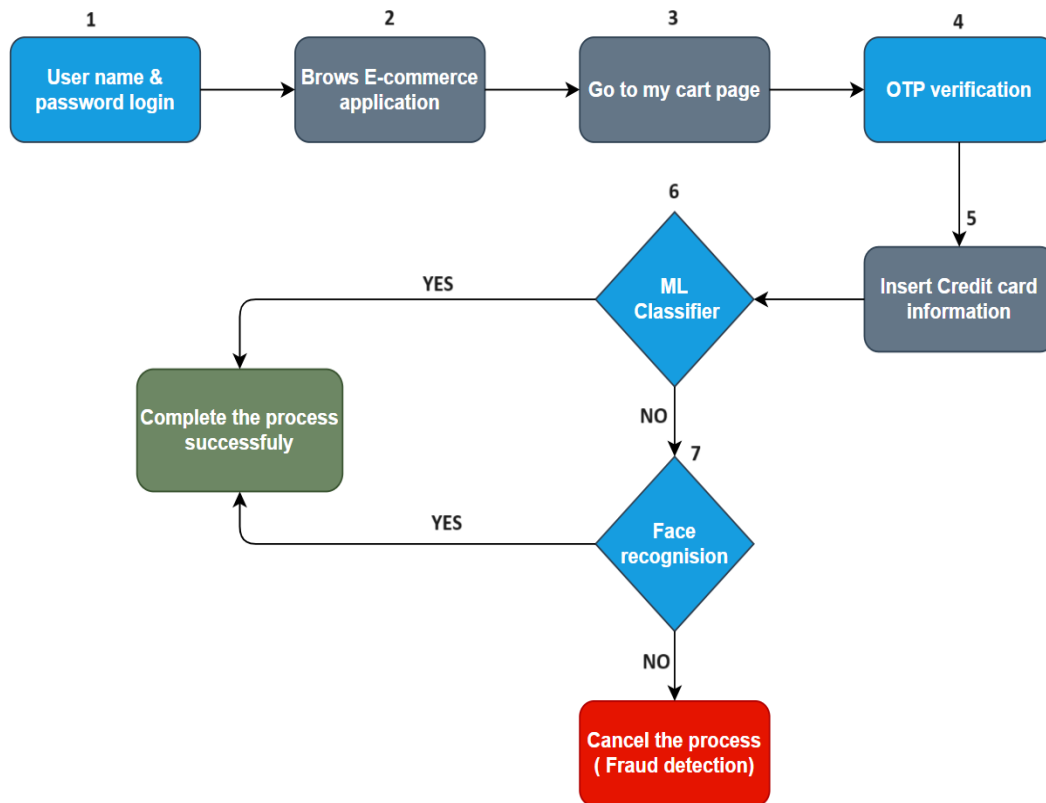 1
User name &
password login
2
Brows E-commerce
application
3
Go to my cart page
4
OTP verification
5
Insert Credit card
information
6
ML
Classifier
YES
Complete the process
successfuly
NO
7
Face
recognision
YES
NO
Cancel the process
( Fraud detection)